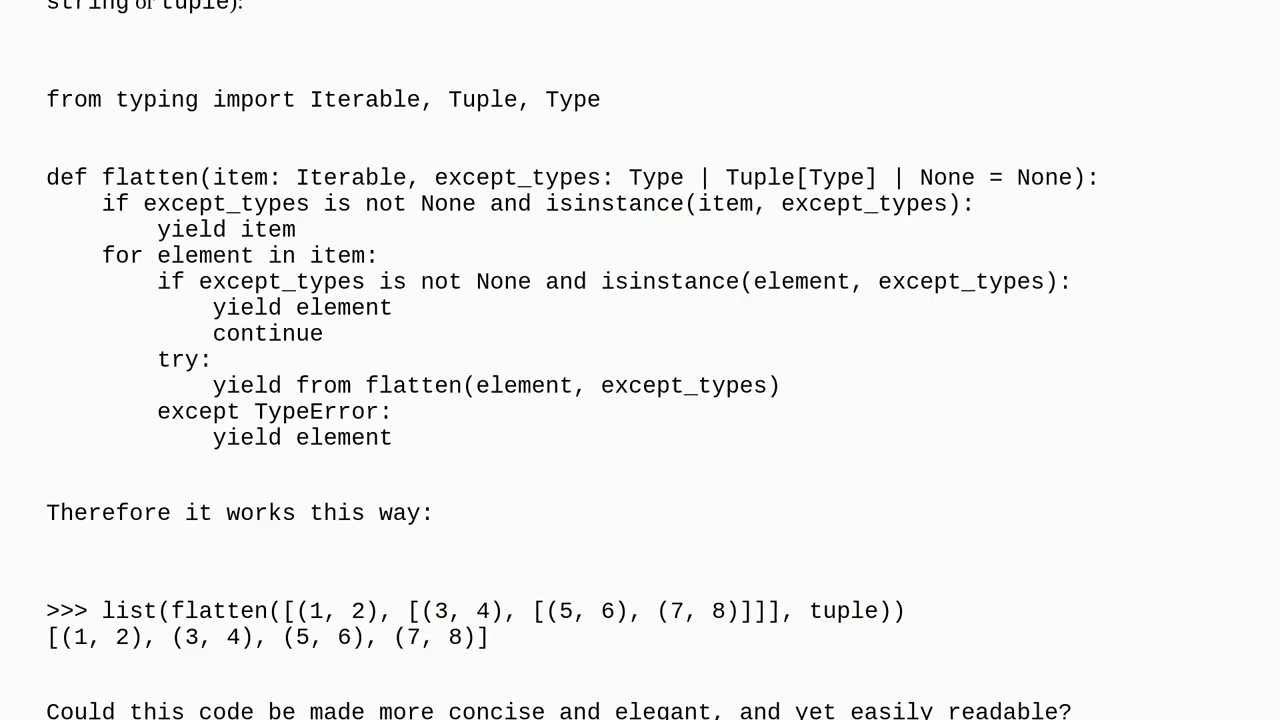 string or tuple):
from typing import Iterable, Tuple, Type
def flatten(item: Iterable, except_types: Type | Tuple[Type] | None = None):
    if except_types is not None and isinstance(item, except_types):
        yield item
    for element in item:
        if except_types is not None and isinstance(element, except_types):
            yield element
            continue
        try:
            yield from flatten(element, except_types)
        except TypeError:
            yield element
Therefore it works this way:
>>> list(flatten([(1, 2), [(3, 4), [(5, 6), (7, 8)]]], tuple))
[(1, 2), (3, 4), (5, 6), (7, 8)]
Could this code be made more concise and elegant, and yet easily readable?